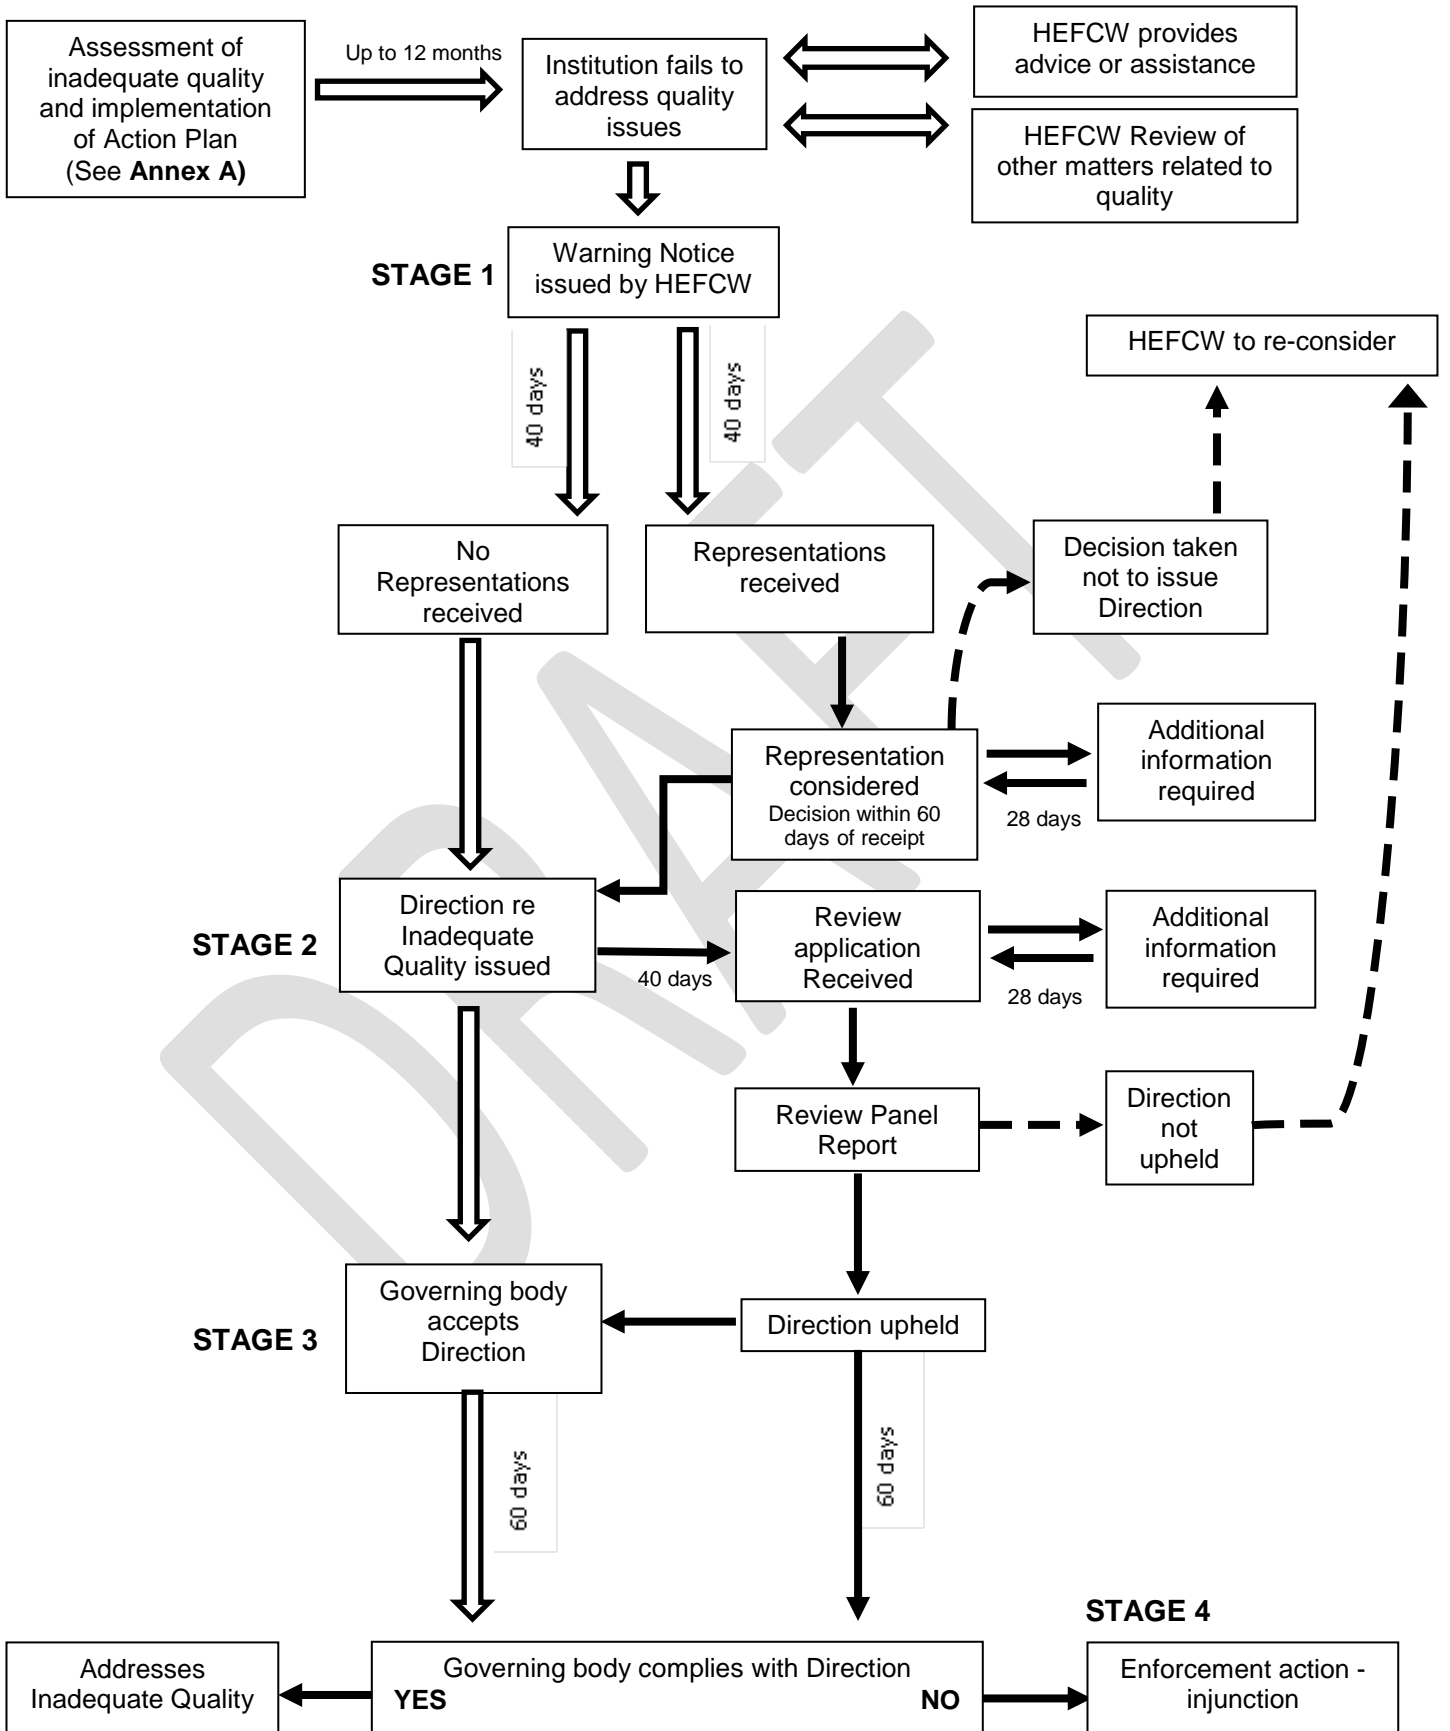 Assessment of
inadequate quality
and implementation
of Action Plan
(See Annex A)
Up to 12 months
Institution fails to
address quality
issues
HEFCW provides
advice or assistance
HEFCW Review of
other matters related to
quality
STAGE 1
Warning Notice
issued by HEFCW
40 days
40 days
HEFCW to re-consider
No
Representations
received
Representations
received
Decision taken
not to issue
Direction
Representation
considered
Decision within 60
days of receipt
28 days
Additional
information
required
STAGE 2
Direction re
Inadequate
Quality issued
40 days
Review
application
Received
28 days
Additional
information
required
Review Panel
Report
Direction
not
upheld
STAGE 3
Governing body
accepts
Direction
Direction upheld
60 days
60 days
STAGE 4
Addresses
Inadequate Quality
Governing body complies with Direction
YES NO
Enforcement action -
injunction
DRAFT